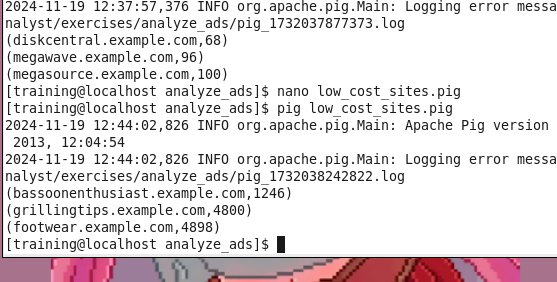 2024-11-19 12:37:57,376 INFO org.apache.pig.Main: Logging error messa
nalyst/exercises/analyze_ads/pig_1732037877373.log
(diskcentral.example.com,68)
(megawave.example.com,96)
(megasource.example.com,100)
[training@localhost analyze_ads]$ nano low_cost_sites.pig
[training@localhost analyze_ads]$ pig low_cost_sites.pig
2024-11-19 12:44:02,826 INFO org.apache.pig.Main: Apache Pig version
 2013, 12:04:54
2024-11-19 12:44:02,826 INFO org.apache.pig.Main: Logging error messa
nalyst/exercises/analyze_ads/pig_1732038242822.log
(bassoonenthusiast.example.com,1246)
(grillingtips.example.com,4800)
(footwear.example.com,4898)
[training@localhost analyze_ads]$